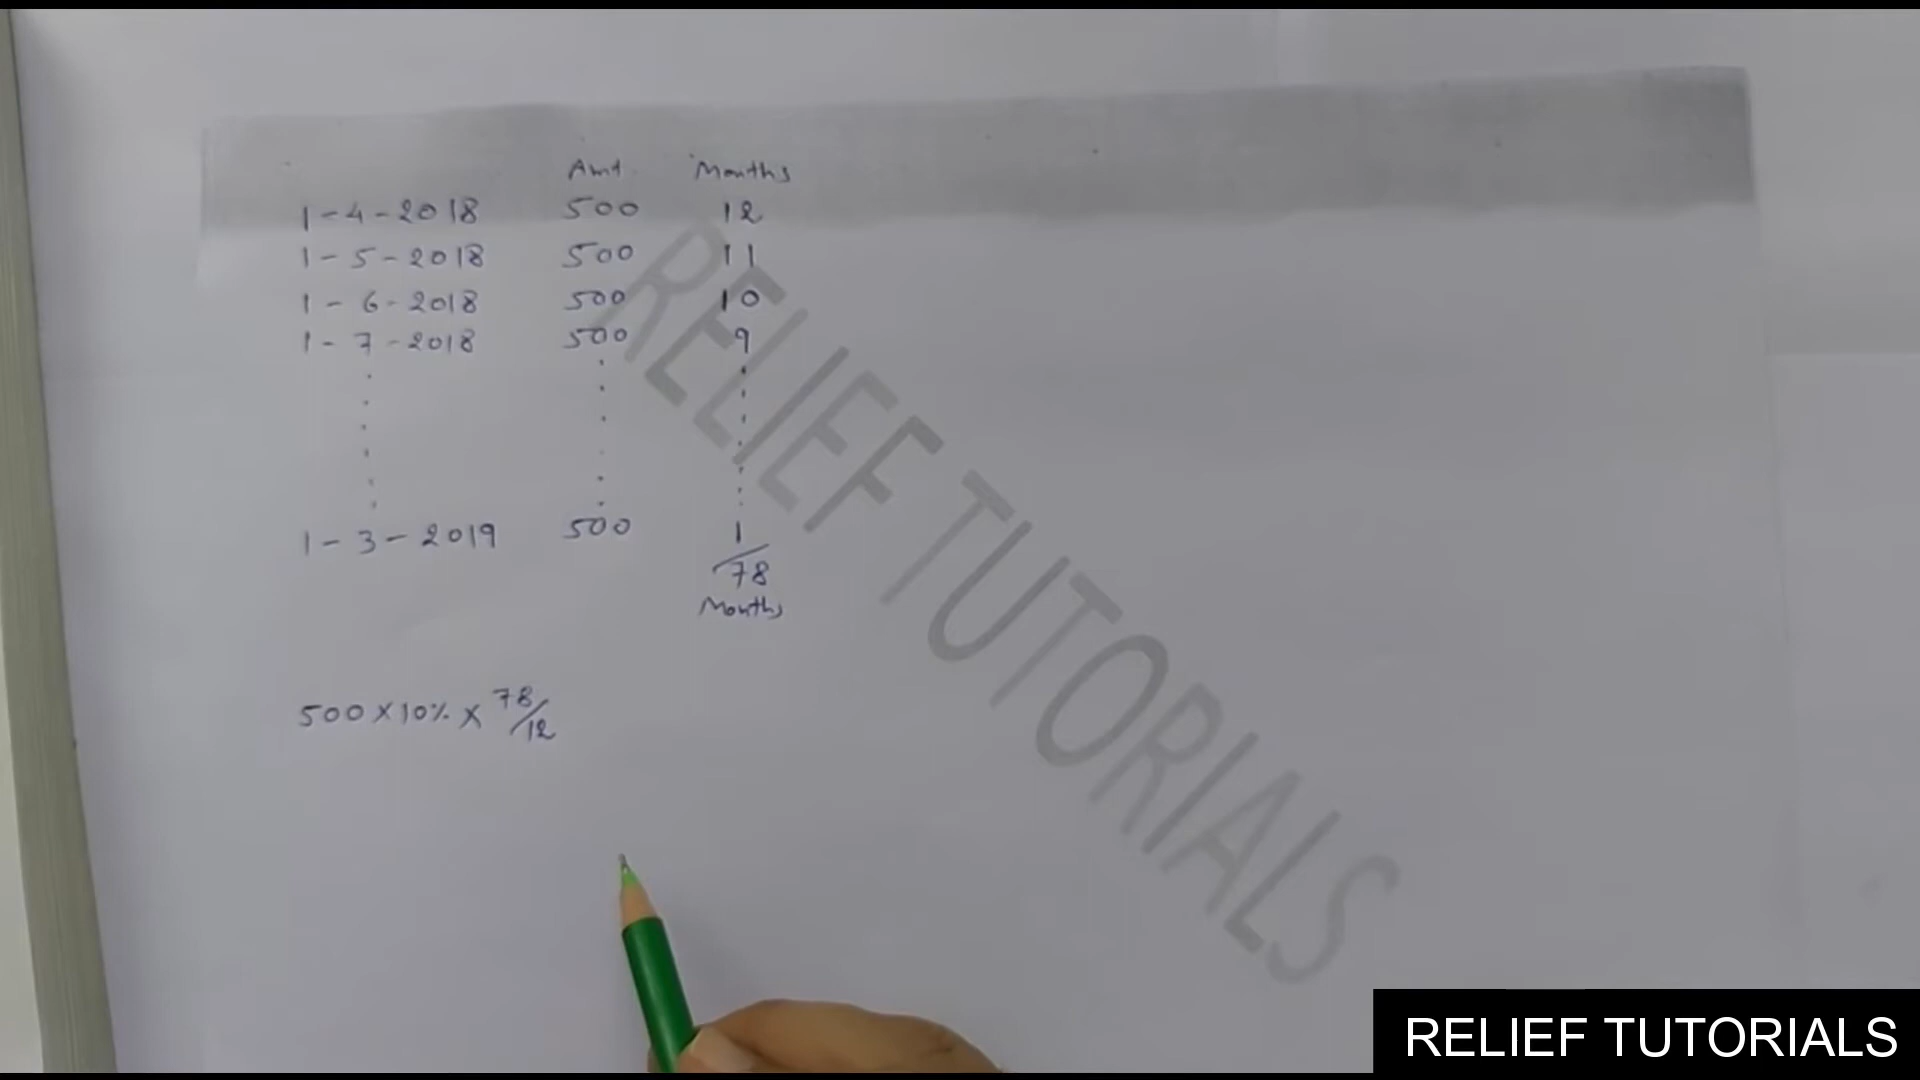 Amt. Months
1-4-2018 500 12
1-5-2018 500 11
1-6-2018 500 10
1-7-2018 500 9
1-3-2019 500 1
78
Months
500 x 10% x 78/12
RELIEF TUTORIALS
RELIEF TUTORIALS